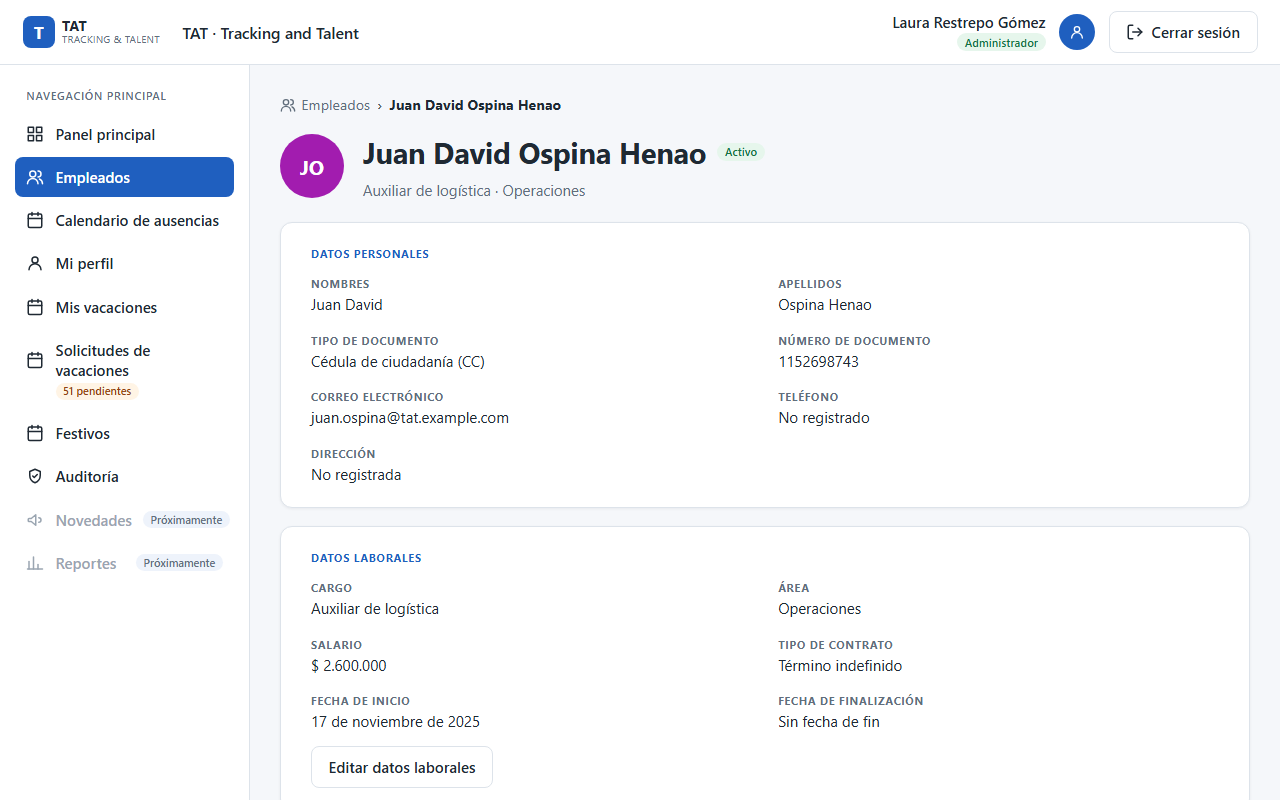 T
TAT
TRACKING & TALENT
TAT · Tracking and Talent
Laura Restrepo Gómez
Administrador
Cerrar sesión
NAVEGACIÓN PRINCIPAL
Panel principal
Empleados
Calendario de ausencias
Mi perfil
Mis vacaciones
Solicitudes de
vacaciones
51 pendientes
Festivos
Auditoría
Novedades
Próximamente
Reportes
Próximamente
Empleados › Juan David Ospina Henao
JO
Juan David Ospina Henao
Activo
Auxiliar de logística · Operaciones
DATOS PERSONALES
NOMBRES
Juan David
APELLIDOS
Ospina Henao
TIPO DE DOCUMENTO
Cédula de ciudadanía (CC)
NÚMERO DE DOCUMENTO
1152698743
CORREO ELECTRÓNICO
juan.ospina@tat.example.com
TELÉFONO
No registrado
DIRECCIÓN
No registrada
DATOS LABORALES
CARGO
Auxiliar de logística
ÁREA
Operaciones
SALARIO
$ 2.600.000
TIPO DE CONTRATO
Término indefinido
FECHA DE INICIO
17 de noviembre de 2025
FECHA DE FINALIZACIÓN
Sin fecha de fin
Editar datos laborales